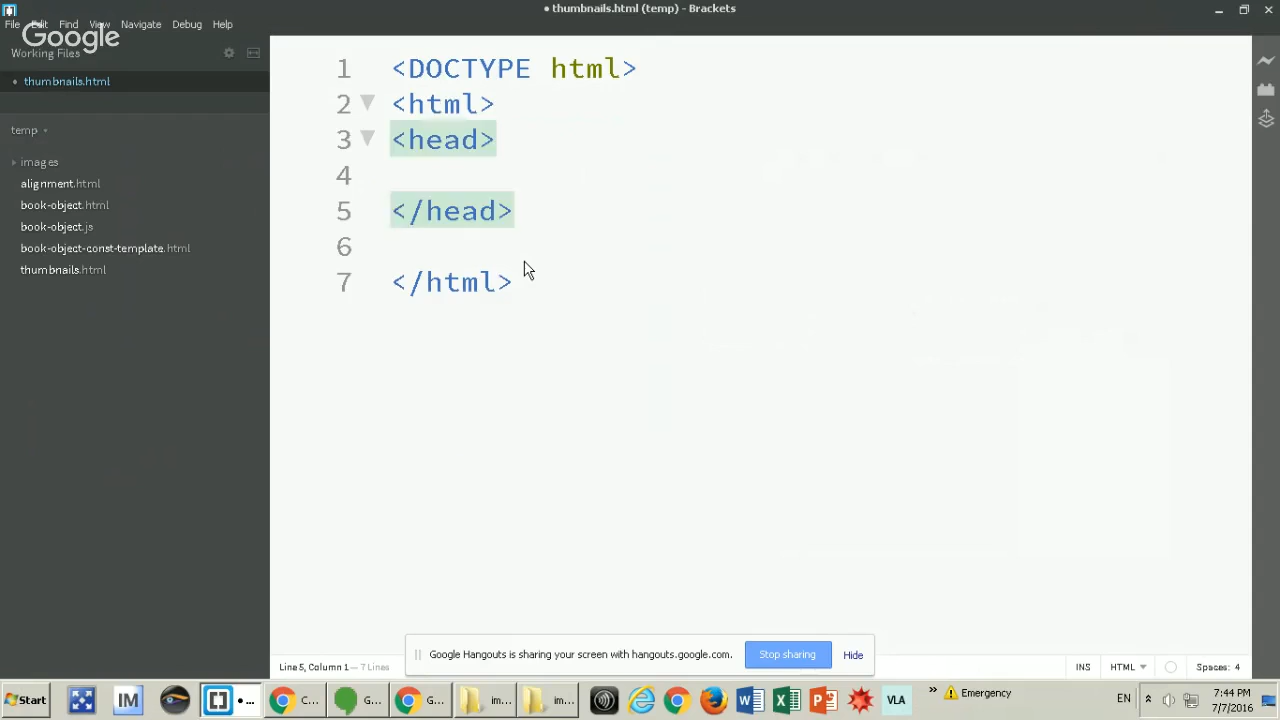 • thumbnails.html (temp) - Brackets
File Edit Find View Navigate Debug Help
Google
Working Files
• thumbnails.html
temp
images
alignment.html
book-object.html
book-object.js
book-object-const-template.html
thumbnails.html
1 <DOCTYPE html>
2 <html>
3 <head>
4
5 </head>
6
7 </html>
Google Hangouts is sharing your screen with hangouts.google.com. Stop sharing Hide
Line 5, Column 1 — 7 Lines
INS HTML Spaces: 4
Start IM • ... C... G... G... im... im... VLA » Emergency EN 7:44 PM
7/7/2016